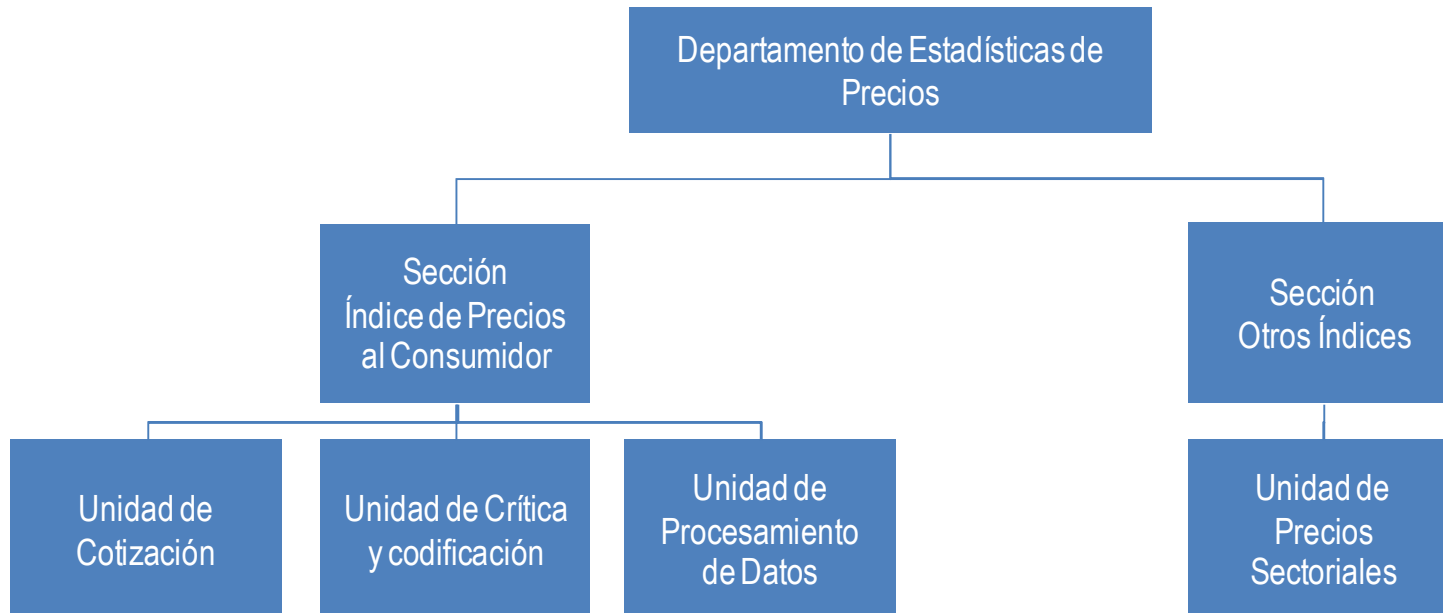 Departamento de Estadísticas de
Precios
Sección
Índice de Precios
al Consumidor
Sección
Otros Índices
Unidad de
Cotización
Unidad de Crítica
y codificación
Unidad de
Procesamiento
de Datos
Unidad de
Precios
Sectoriales